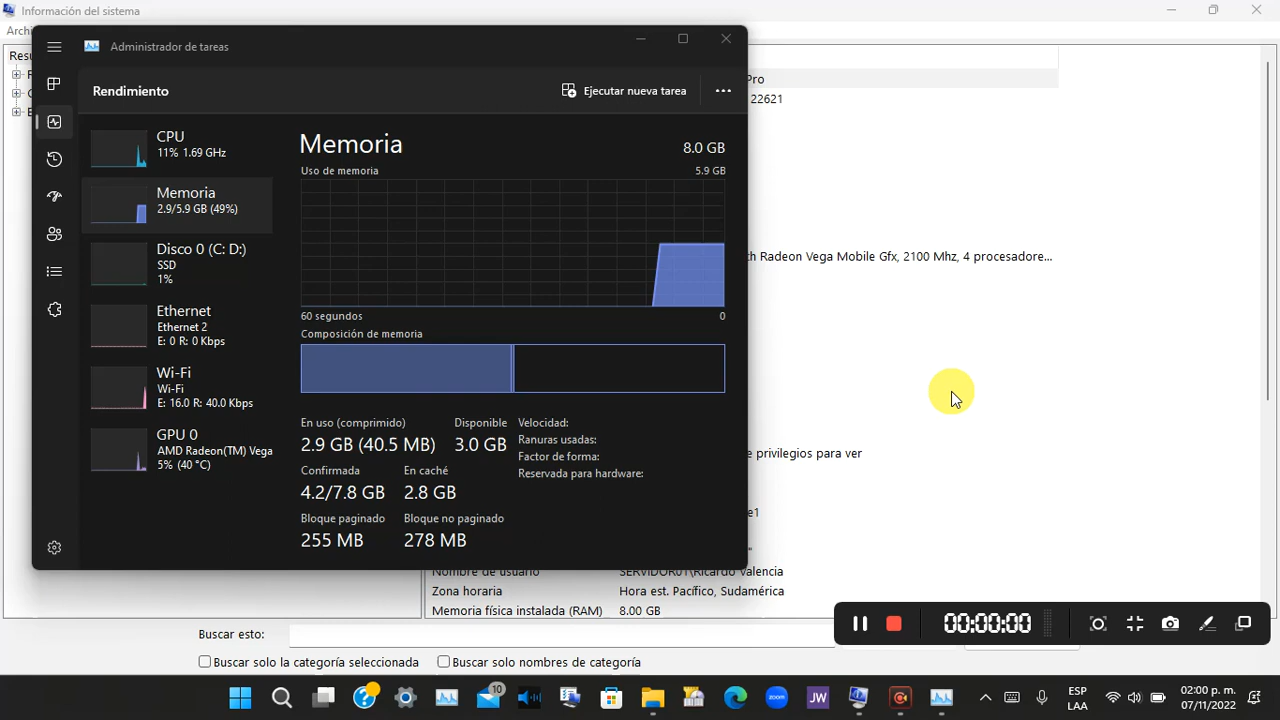 Información del sistema
Archi
Resu
Administrador de tareas
Rendimiento
Ejecutar nueva tarea
CPU
11% 1.69 GHz
Memoria
2.9/5.9 GB (49%)
Disco 0 (C: D:)
SSD
1%
Ethernet
Ethernet 2
E: 0 R: 0 Kbps
Wi-Fi
Wi-Fi
E: 16.0 R: 40.0 Kbps
GPU 0
AMD Radeon(TM) Vega
5% (40 °C)
Memoria
8.0 GB
Uso de memoria
5.9 GB
60 segundos
0
Composición de memoria
En uso (comprimido)
2.9 GB (40.5 MB)
Disponible
3.0 GB
Velocidad:
Ranuras usadas:
Factor de forma:
Reservada para hardware:
Confirmada
4.2/7.8 GB
En caché
2.8 GB
Bloque paginado
255 MB
Bloque no paginado
278 MB
Pro
22621
th Radeon Vega Mobile Gfx, 2100 Mhz, 4 procesadore...
e privilegios para ver
e1
Nombre de usuario SERVIDOR01\Ricardo Valencia
Zona horaria Hora est. Pacífico, Sudamérica
Memoria física instalada (RAM) 8.00 GB
00:00:00
Buscar esto:
Buscar solo la categoría seleccionada
Buscar solo nombres de categoría
10
zoom
JW
ESP
LAA
02:00 p. m.
07/11/2022